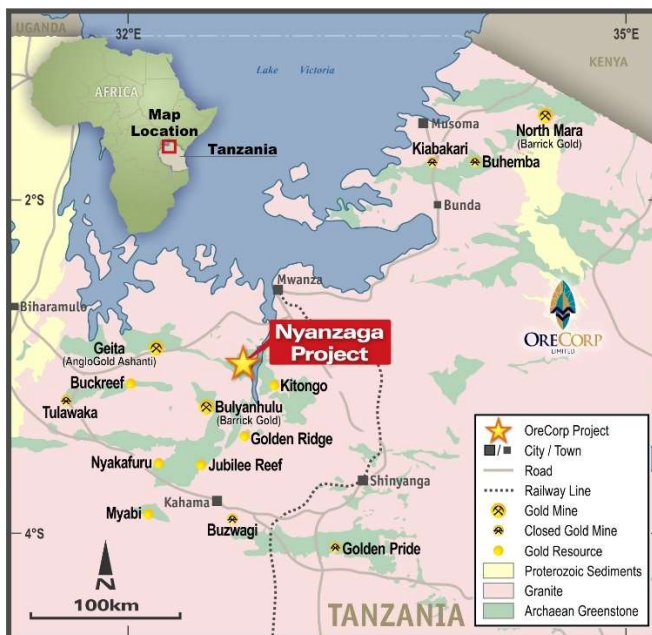 32°E
35°E
UGANDA
KENYA
Lake Victoria
AFRICA
Map
Location
Tanzania
Musoma
North Mara
(Barrick Gold)
Kiabakari
Buhemba
2°S
2°S
Bunda
Mwanza
Biharamulo
ORECORP
LIMITED
Nyanzaga
Project
Geita
(AngloGold Ashanti)
Buckreef
Kitongo
Tulawaka
Bulyanhulu
(Barrick Gold)
Golden Ridge
Nyakafuru
Jubilee Reef
Shinyanga
Kahama
Myabi
Buzwagi
4°S
Golden Pride
N
100km
TANZANIA
OreCorp Project
/ City / Town
Road
Railway Line
Gold Mine
Closed Gold Mine
Gold Resource
Proterozoic Sediments
Granite
Archaean Greenstone